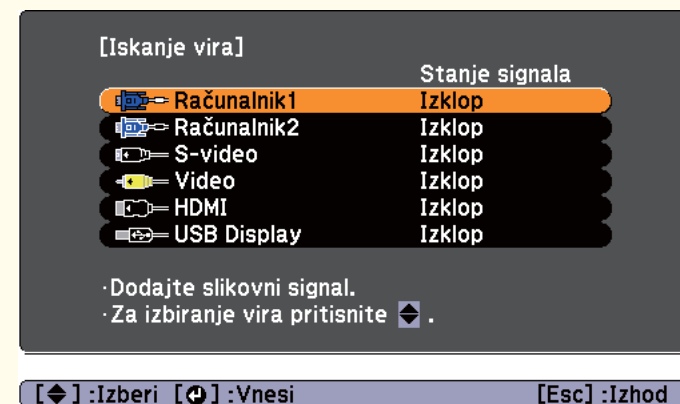 [Iskanje vira]
Stanje signala
Računalnik1 Izklop
Računalnik2 Izklop
S-video Izklop
Video Izklop
HDMI Izklop
USB Display Izklop
·Dodajte slikovni signal.
·Za izbiranje vira pritisnite .
[ ] :Izberi [ ] :Vnesi [Esc] :Izhod